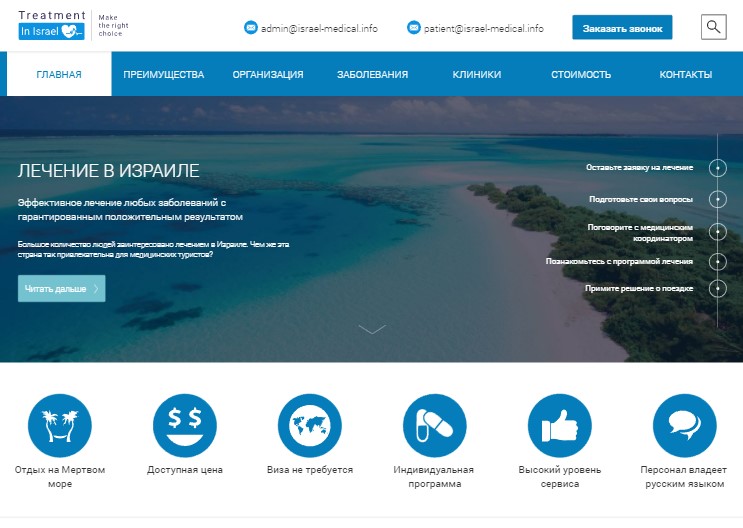 Treatment
In Israel
Make
the right
choice
admin@israel-medical.info
patient@israel-medical.info
Заказать звонок
ГЛАВНАЯ
ПРЕИМУЩЕСТВА
ОРГАНИЗАЦИЯ
ЗАБОЛЕВАНИЯ
КЛИНИКИ
СТОИМОСТЬ
КОНТАКТЫ
ЛЕЧЕНИЕ В ИЗРАИЛЕ
Эффективное лечение любых заболеваний с
гарантированным положительным результатом
Большое количество людей заинтересовано лечением в Израиле. Чем же эта
страна так привлекательна для медицинских туристов?
Читать дальше
Оставьте заявку на лечение
Подготовьте свои вопросы
Поговорите с медицинским
координатором
Познакомьтесь с программой лечения
Примите решение о поездке
$ $
Отдых на Мертвом
море
Доступная цена
Виза не требуется
Индивидуальная
программа
Высокий уровень
сервиса
Персонал владеет
русским языком